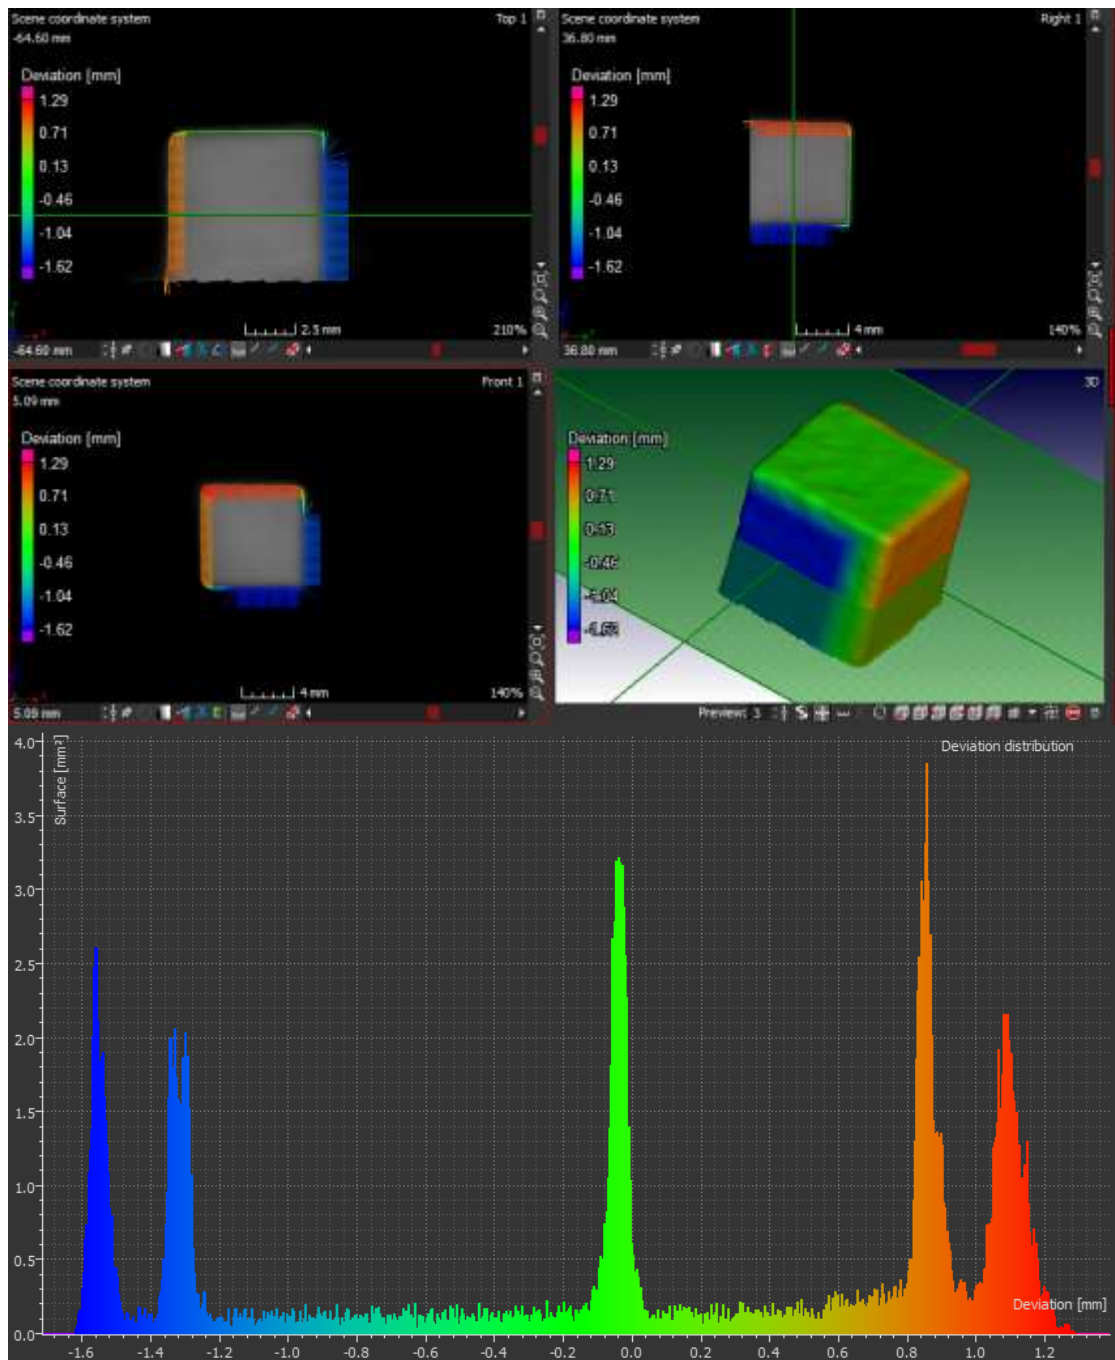 Scene coordinate system
Top 1
-64.60 mm
Deviation [mm]
1.29
0.71
0.13
-0.46
-1.04
-1.62
2.5 mm
210%
-64.60 mm
Scene coordinate system
Right 1
36.80 mm
Deviation [mm]
1.29
0.71
0.13
-0.46
-1.04
-1.62
4 mm
140%
36.80 mm
Scene coordinate system
Front 1
5.09 mm
Deviation [mm]
1.29
0.71
0.13
-0.46
-1.04
-1.62
4 mm
140%
5.09 mm
3D
Deviation [mm]
1.29
0.71
0.13
-0.46
-1.04
-1.62
Preview: 3
Deviation distribution
Surface [mm²]
4.0
3.5
3.0
2.5
2.0
1.5
1.0
0.5
0.0
Deviation [mm]
-1.6 -1.4 -1.2 -1.0 -0.8 -0.6 -0.4 -0.2 0.0 0.2 0.4 0.6 0.8 1.0 1.2